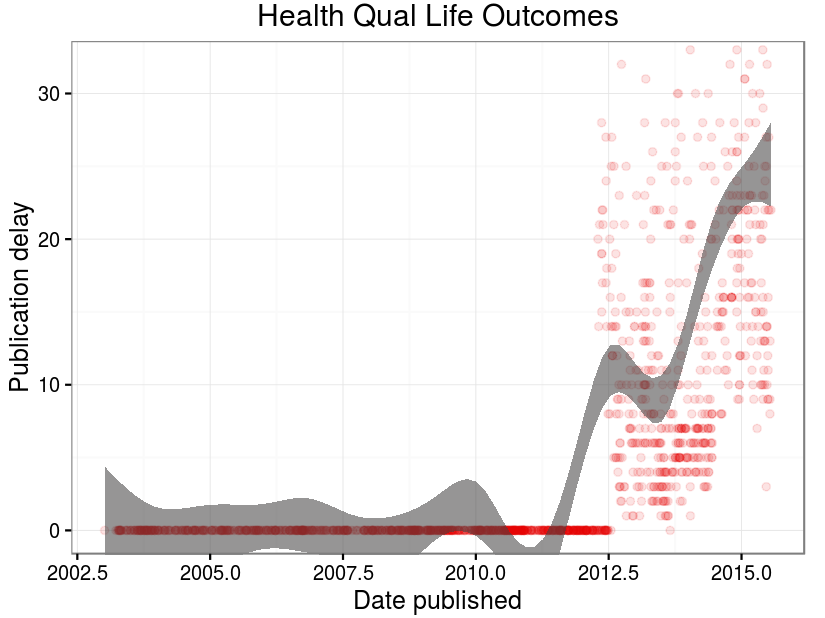 Health Qual Life Outcomes
Publication delay
30
20
10
0
2002.5 2005.0 2007.5 2010.0 2012.5 2015.0
Date published